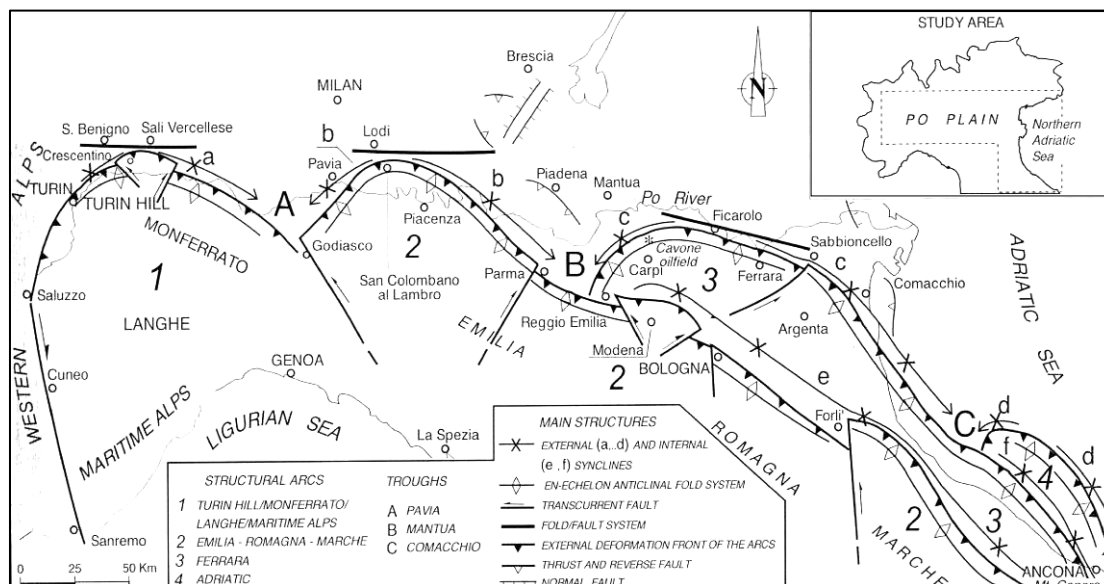 STUDY AREA
PO PLAIN
Northern
Adriatic
Sea
N
Brescia
MILAN
S. Benigno
Sali Vercellese
Lodi
b
Crescentino
a
Pavia
b
Piadena
Mantua
Po River
ALPS
TURIN
TURIN HILL
A
Piacenza
c
Ficarolo
Sabbioncello
MONFERRATO
Godiasco
2
Parma
B
Cavone
oilfield
Carpi
3
Ferrara
c
Comacchio
ADRIATIC
SEA
1
San Colombano
al Lambro
Saluzzo
LANGHE
EMILIA
Reggio Emilia
Argenta
Modena
BOLOGNA
GENOA
2
e
WESTERN
Cuneo
MARITIME ALPS
LIGURIAN SEA
La Spezia
Forli'
ROMAGNA
C
d
f
d
4
2
3
MARCHE
ANCONA
Sanremo
0 25 50 Km
STRUCTURAL ARCS
1 TURIN HILL/MONFERRATO/
LANGHE/MARITIME ALPS
2 EMILIA - ROMAGNA - MARCHE
3 FERRARA
4 ADRIATIC
TROUGHS
A PAVIA
B MANTUA
C COMACCHIO
MAIN STRUCTURES
EXTERNAL (a...d) AND INTERNAL
(e, f) SYNCLINES
EN-ECHELON ANTICLINAL FOLD SYSTEM
TRANSCURRENT FAULT
FOLD/FAULT SYSTEM
EXTERNAL DEFORMATION FRONT OF THE ARCS
THRUST AND REVERSE FAULT
NORMAL FAULT